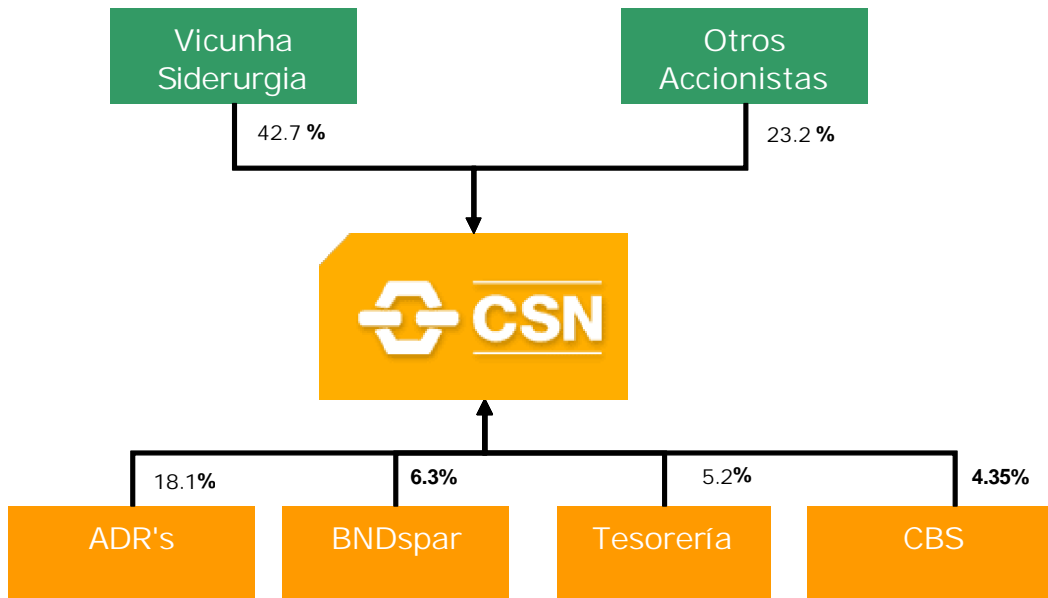 Vicunha
Siderurgia
Otros
Accionistas
42.7 %
23.2 %
CSN
18.1%
6.3%
5.2%
4.35%
ADR's
BNDspar
Tesorería
CBS